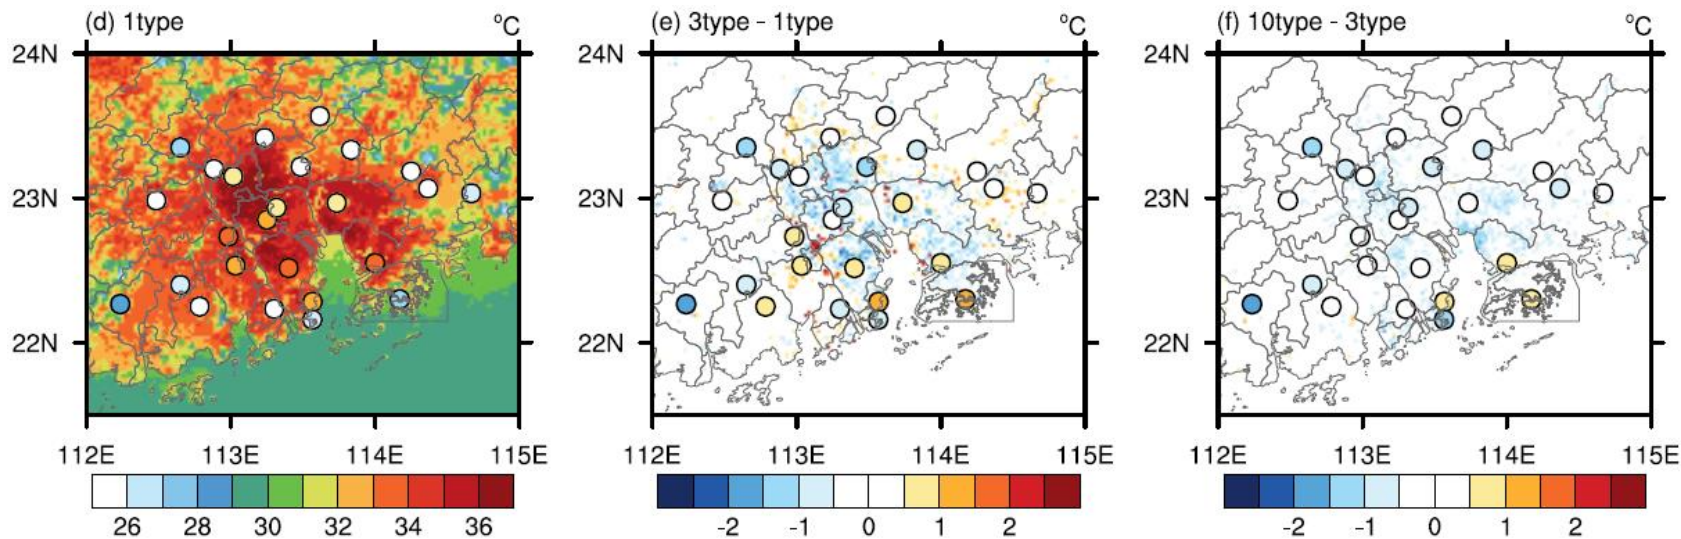 (d) 1type °C (e) 3type - 1type °C (f) 10type - 3type °C
24N 24N 24N
23N 23N 23N
22N 22N 22N
112E 113E 114E 115E 112E 113E 114E 115E 112E 113E 114E 115E
26 28 30 32 34 36 -2 -1 0 1 2 -2 -1 0 1 2